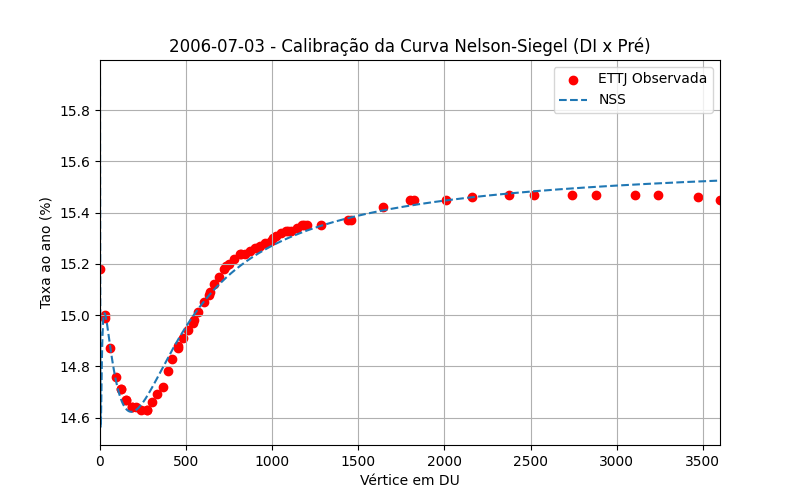 2006-07-03 - Calibração da Curva Nelson-Siegel (DI x Pré)
ETTJ Observada
NSS
Taxa ao ano (%)
15.8
15.6
15.4
15.2
15.0
14.8
14.6
0 500 1000 1500 2000 2500 3000 3500
Vértice em DU